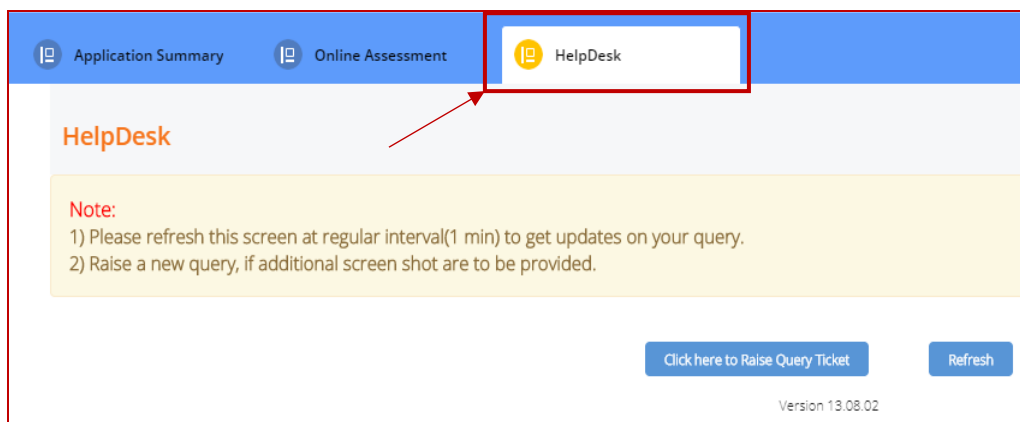 Application Summary Online Assessment HelpDesk
HelpDesk
Note:
1) Please refresh this screen at regular interval(1 min) to get updates on your query.
2) Raise a new query, if additional screen shot are to be provided.
Click here to Raise Query Ticket Refresh
Version 13.08.02